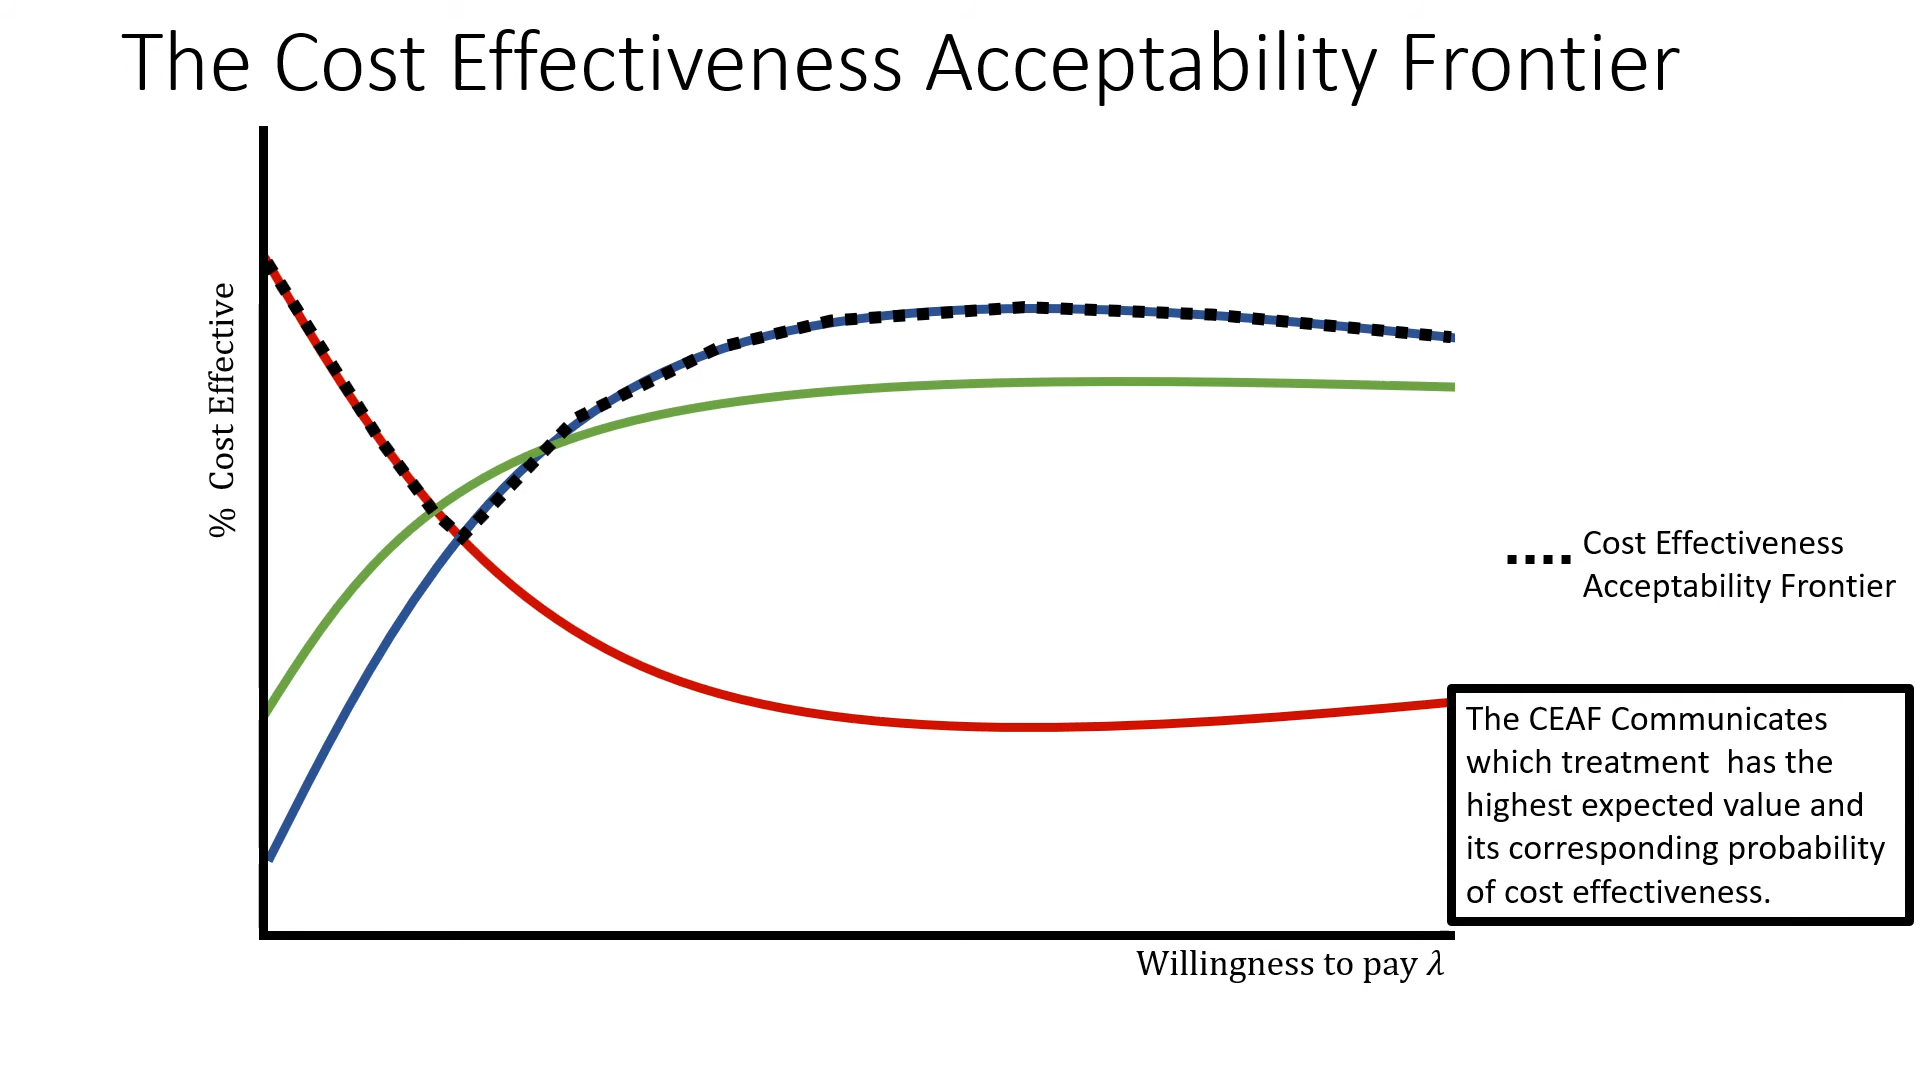 The Cost Effectiveness Acceptability Frontier
% Cost Effective
Cost Effectiveness
Acceptability Frontier
The CEAF Communicates
which treatment has the
highest expected value and
its corresponding probability
of cost effectiveness.
Willingness to pay λ